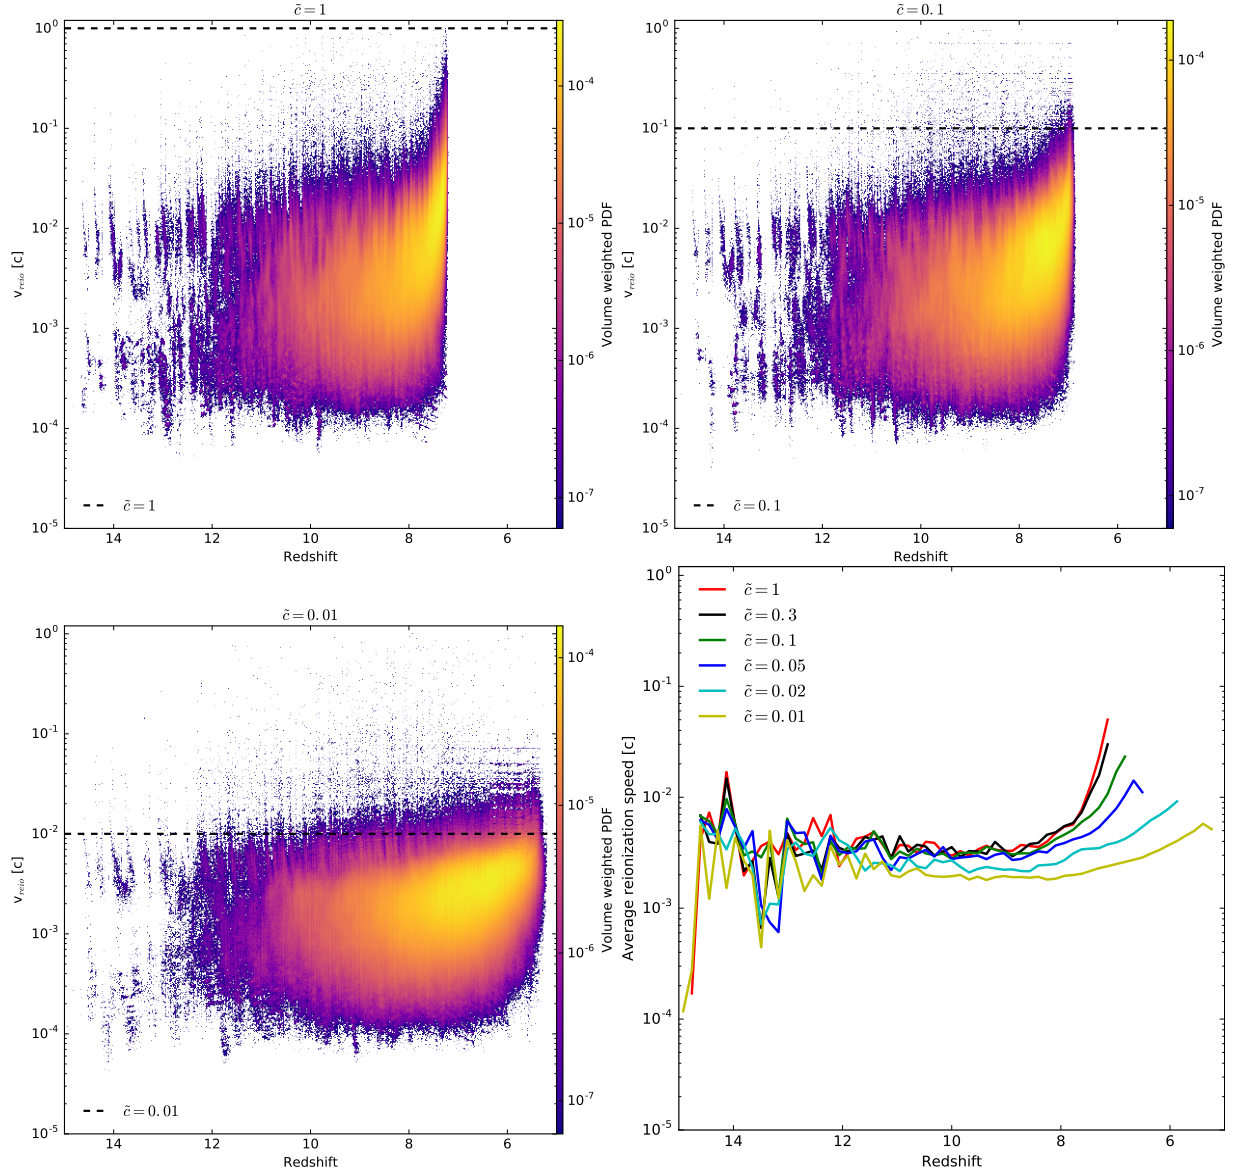 c̃ = 1
10⁰
10⁻¹
10⁻²
10⁻³
10⁻⁴
10⁻⁵
v_reio [c]
c̃ = 1
14 12 10 8 6
Redshift
10⁻⁴
10⁻⁵
10⁻⁶
10⁻⁷
Volume weighted PDF
c̃ = 0.1
10⁰
10⁻¹
10⁻²
10⁻³
10⁻⁴
10⁻⁵
v_reio [c]
c̃ = 0.1
14 12 10 8 6
Redshift
10⁻⁴
10⁻⁵
10⁻⁶
10⁻⁷
Volume weighted PDF
c̃ = 0.01
10⁰
10⁻¹
10⁻²
10⁻³
10⁻⁴
10⁻⁵
v_reio [c]
c̃ = 0.01
14 12 10 8 6
Redshift
10⁻⁴
10⁻⁵
10⁻⁶
10⁻⁷
Volume weighted PDF
10⁰
10⁻¹
10⁻²
10⁻³
10⁻⁴
10⁻⁵
Average reionization speed [c]
c̃ = 1
c̃ = 0.3
c̃ = 0.1
c̃ = 0.05
c̃ = 0.02
c̃ = 0.01
14 12 10 8 6
Redshift